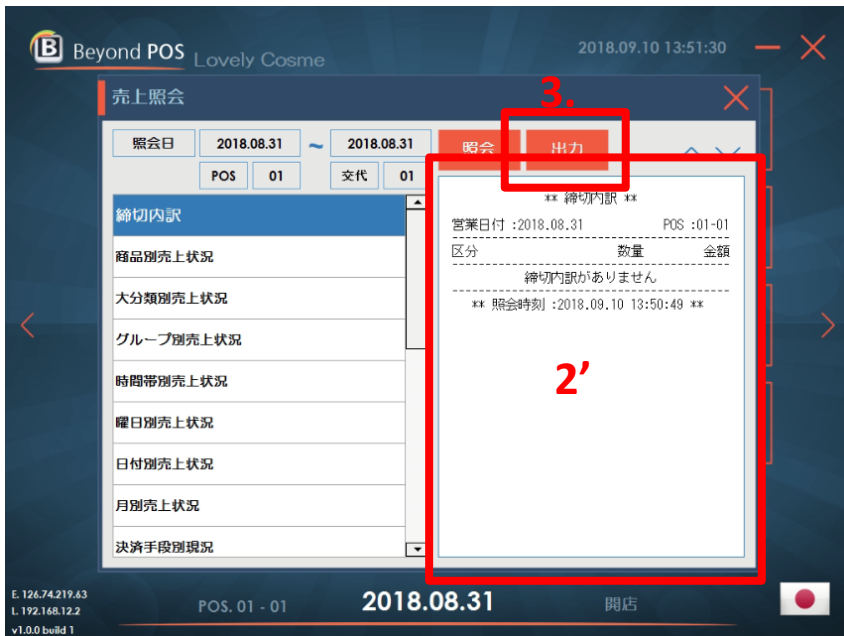 Beyond POS Lovely Cosme 2018.09.10 13:51:30
売上照会
3.
照会日 2018.08.31 ~ 2018.08.31 照会 出力
POS 01 交代 01
締切内訳
商品別売上状況
大分類別売上状況
グループ別売上状況
時間帯別売上状況
曜日別売上状況
日付別売上状況
月別売上状況
決済手段別現況
** 締切内訳 **
営業日付 :2018.08.31 POS :01-01
区分 数量 金額
締切内訳がありません
** 照会時刻 :2018.09.10 13:50:49 **
2’
E. 126.74.219.63
L. 192.168.12.2
v1.0.0 build 1
POS. 01 - 01 2018.08.31 開店